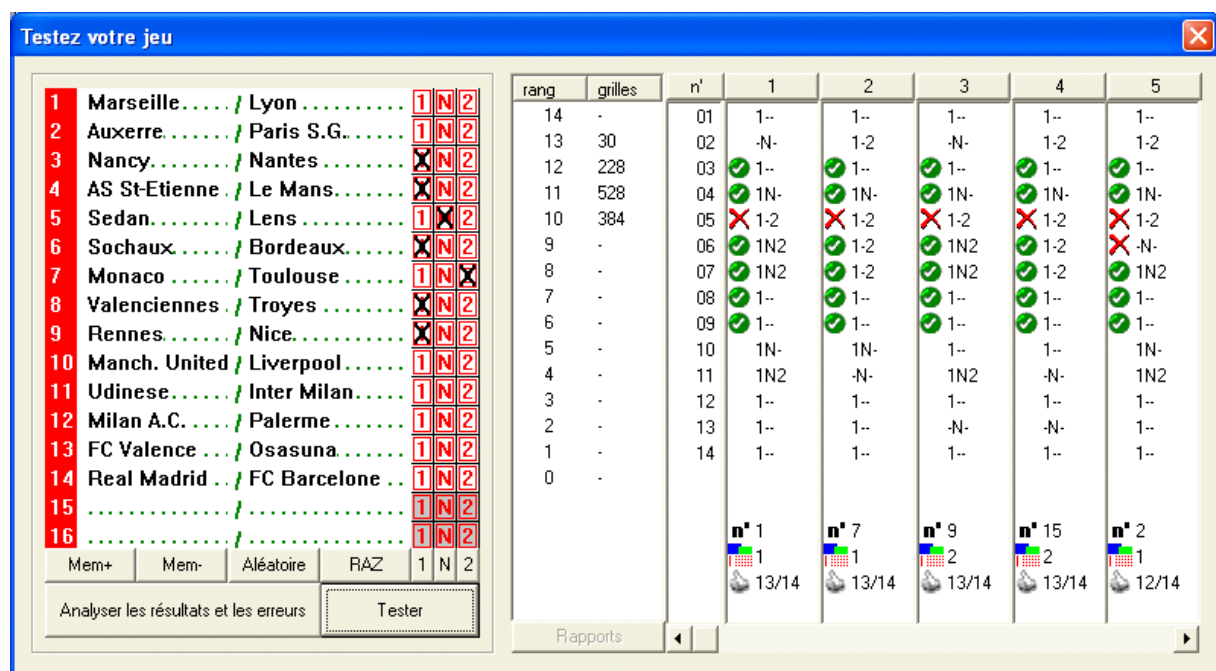 Testez votre jeu
1 Marseille..... / Lyon .......... 1 N 2
2 Auxerre....... / Paris S.G....... 1 N 2
3 Nancy........ / Nantes ........ X N 2
4 AS St-Etienne . / Le Mans....... X N 2
5 Sedan........ / Lens .......... 1 X 2
6 Sochaux...... / Bordeaux...... X N 2
7 Monaco ...... / Toulouse ...... 1 N X
8 Valenciennes . / Troyes ........ X N 2
9 Rennes....... / Nice........... X N 2
10 Manch. United / Liverpool...... 1 N 2
11 Udinese...... / Inter Milan..... 1 N 2
12 Milan A.C. .... / Palerme ....... 1 N 2
13 FC Valence ... / Osasuna....... 1 N 2
14 Real Madrid .. / FC Barcelone .. 1 N 2
15 ............. / ............... 1 N 2
16 ............. / ............... 1 N 2
Mem+ Mem- Aléatoire RAZ 1 N 2
Analyser les résultats et les erreurs Tester
rang grilles
14 -
13 30
12 228
11 528
10 384
9 -
8 -
7 -
6 -
5 -
4 -
3 -
2 -
1 -
0 -
Rapports
n° 1 2 3 4 5
01 1-- 1-- 1-- 1-- 1--
02 -N- 1-2 -N- 1-2 1-2
03 1-- 1-- 1-- 1-- 1--
04 1N- 1N- 1N- 1N- 1N-
05 1-2 1-2 1-2 1-2 1-2
06 1N2 1-2 1N2 1-2 -N-
07 1N2 1-2 1N2 1-2 1N2
08 1-- 1-- 1-- 1-- 1--
09 1-- 1-- 1-- 1-- 1--
10 1N- 1N- 1-- 1-- 1N-
11 1N2 -N- 1N2 -N- 1N2
12 1-- 1-- 1-- 1-- 1--
13 1-- 1-- -N- -N- 1--
14 1-- 1-- 1-- 1-- 1--
n° 1 n° 7 n° 9 n° 15 n° 2
1 1 2 2 1
13/14 13/14 13/14 13/14 12/14